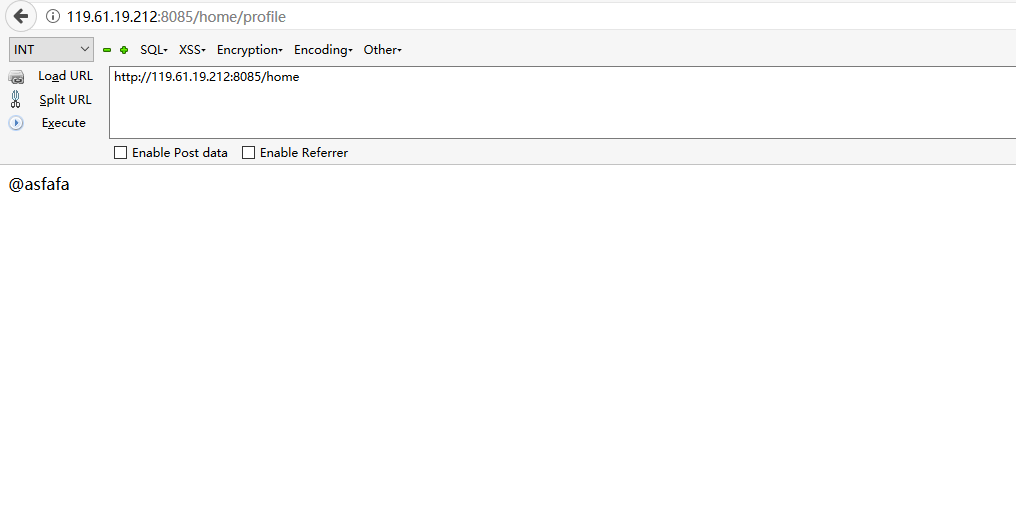 119.61.19.212:8085/home/profile
INT SQL XSS Encryption Encoding Other
Load URL http://119.61.19.212:8085/home
Split URL
Execute
Enable Post data Enable Referrer
@asfafa